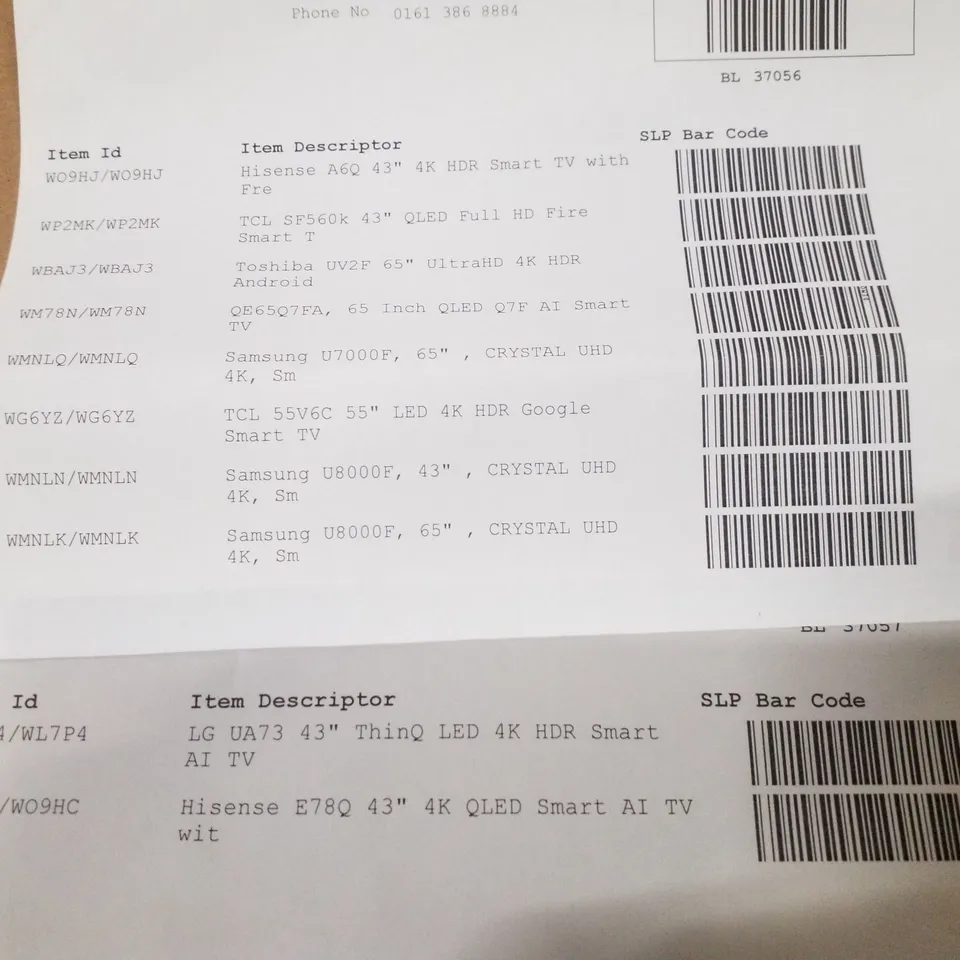 Phone No 0161 386 8884
BL 37056
Item Id Item Descriptor SLP Bar Code
WO9HJ/WO9HJ Hisense A6Q 43" 4K HDR Smart TV with
Fre
WP2MK/WP2MK TCL SF560k 43" QLED Full HD Fire
Smart T
WBAJ3/WBAJ3 Toshiba UV2F 65" UltraHD 4K HDR
Android
WM78N/WM78N QE65Q7FA, 65 Inch QLED Q7F AI Smart
TV
WMNLQ/WMNLQ Samsung U7000F, 65" , CRYSTAL UHD
4K, Sm
WG6YZ/WG6YZ TCL 55V6C 55" LED 4K HDR Google
Smart TV
WMNLN/WMNLN Samsung U8000F, 43" , CRYSTAL UHD
4K, Sm
WMNLK/WMNLK Samsung U8000F, 65" , CRYSTAL UHD
4K, Sm
BL 37057
Id Item Descriptor SLP Bar Code
4/WL7P4 LG UA73 43" ThinQ LED 4K HDR Smart
AI TV
/WO9HC Hisense E78Q 43" 4K QLED Smart AI TV
wit